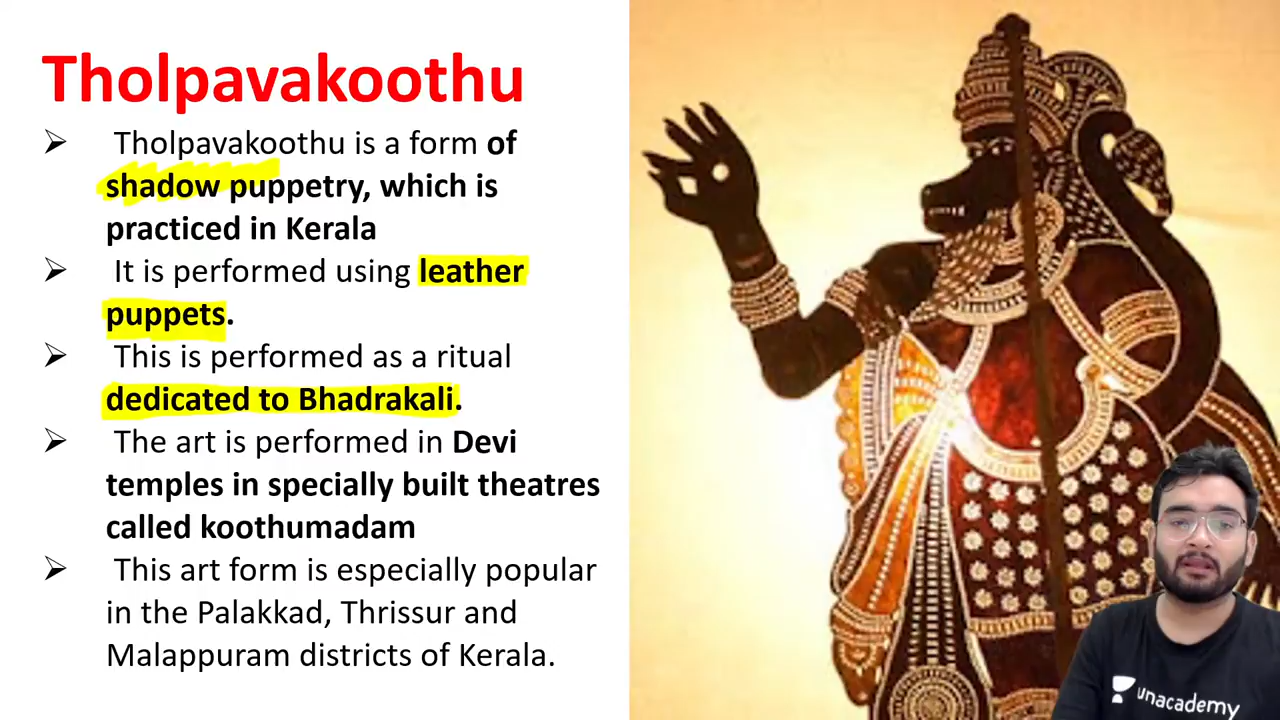 Tholpavakoothu
➢ Tholpavakoothu is a form of
shadow puppetry, which is
practiced in Kerala
➢ It is performed using leather
puppets.
➢ This is performed as a ritual
dedicated to Bhadrakali.
➢ The art is performed in Devi
temples in specially built theatres
called koothumadam
➢ This art form is especially popular
in the Palakkad, Thrissur and
Malappuram districts of Kerala.
unacademy